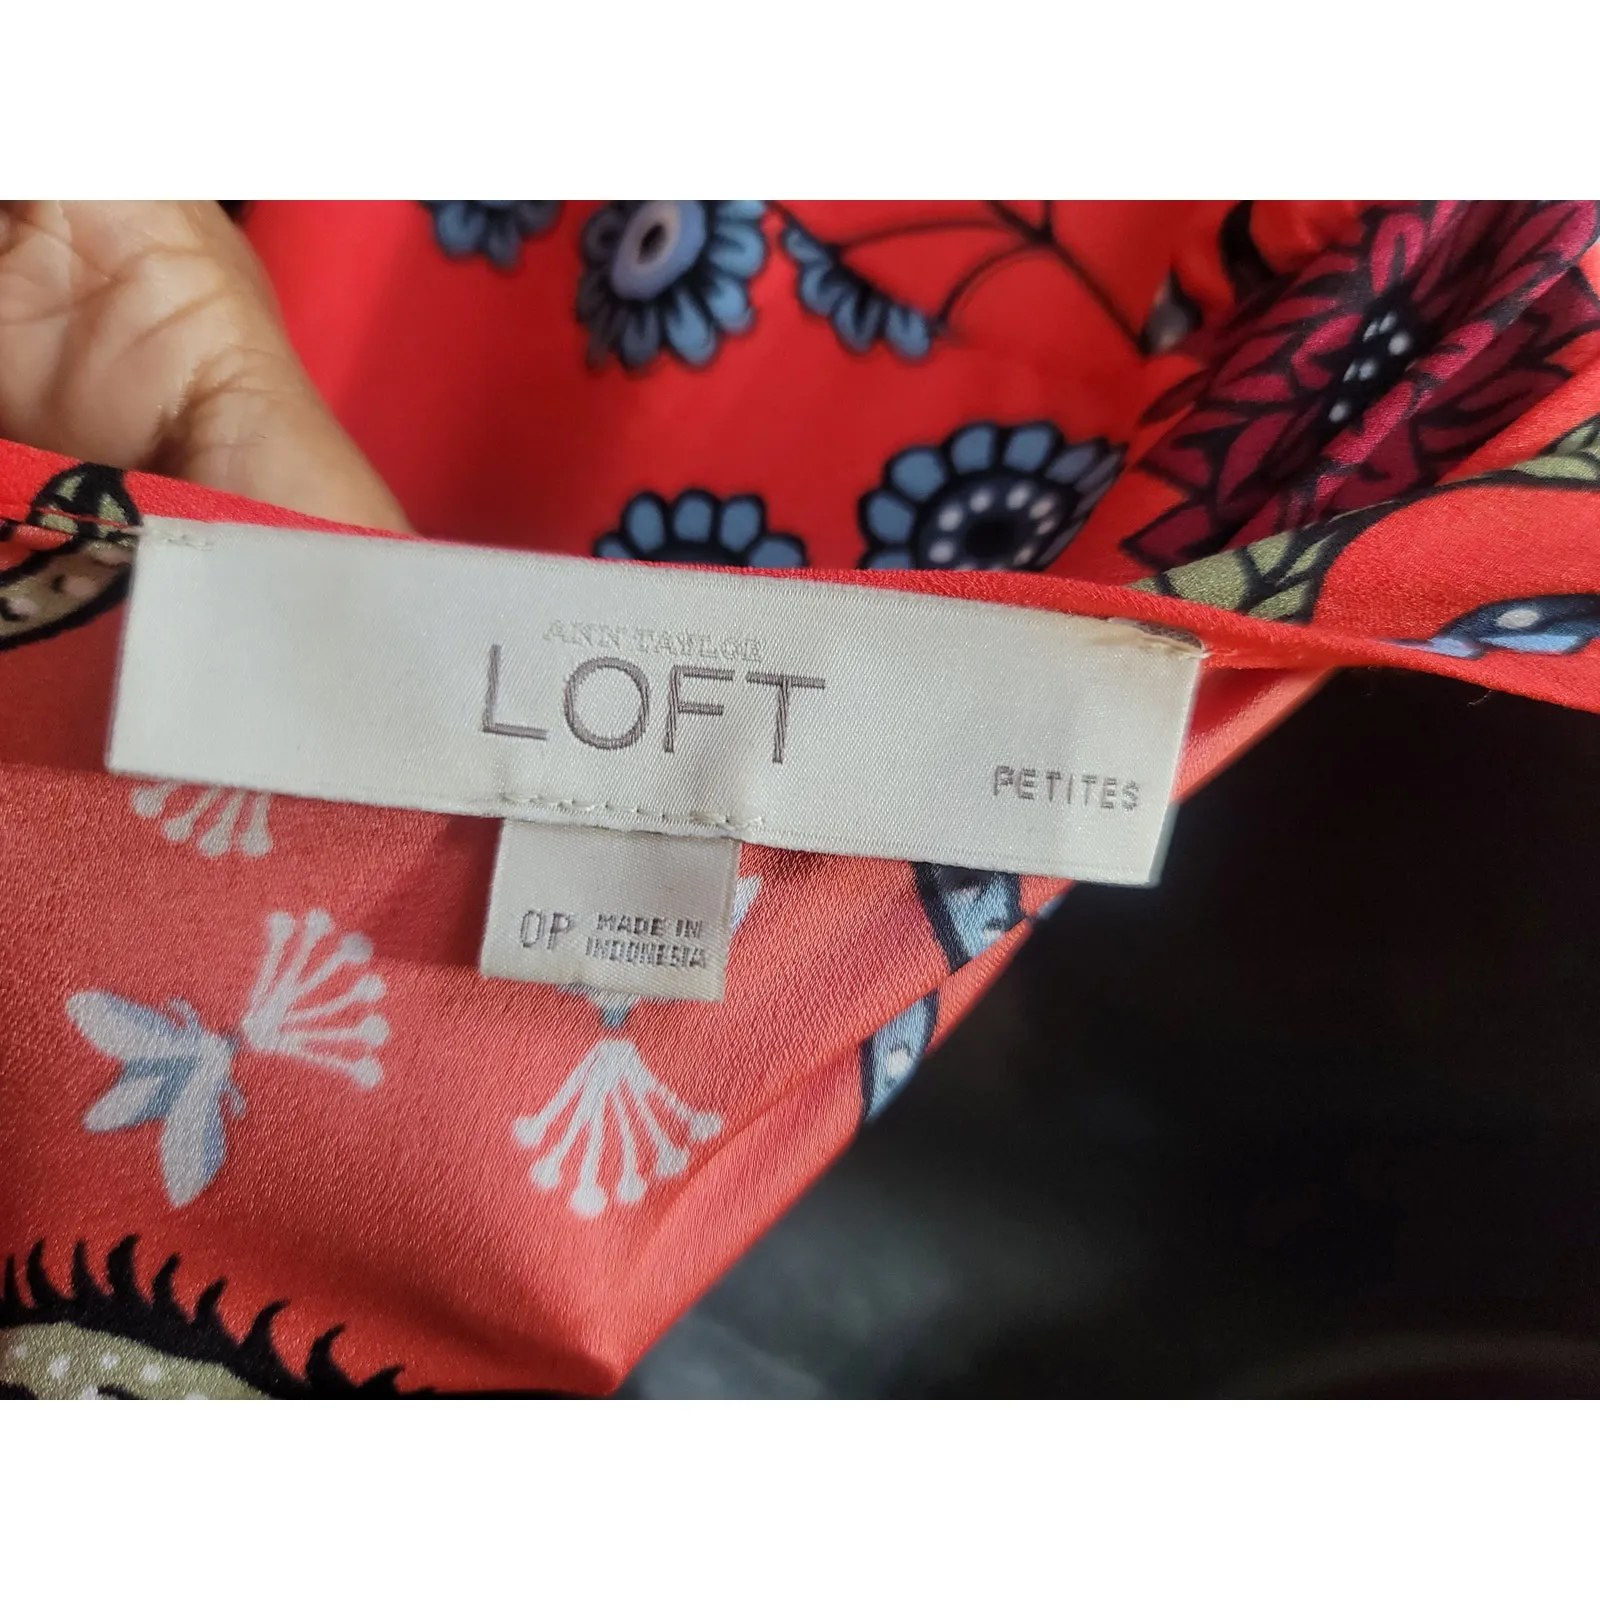 ANN TAYLOR
LOFT
PETITES
0P MADE IN
INDONESIA